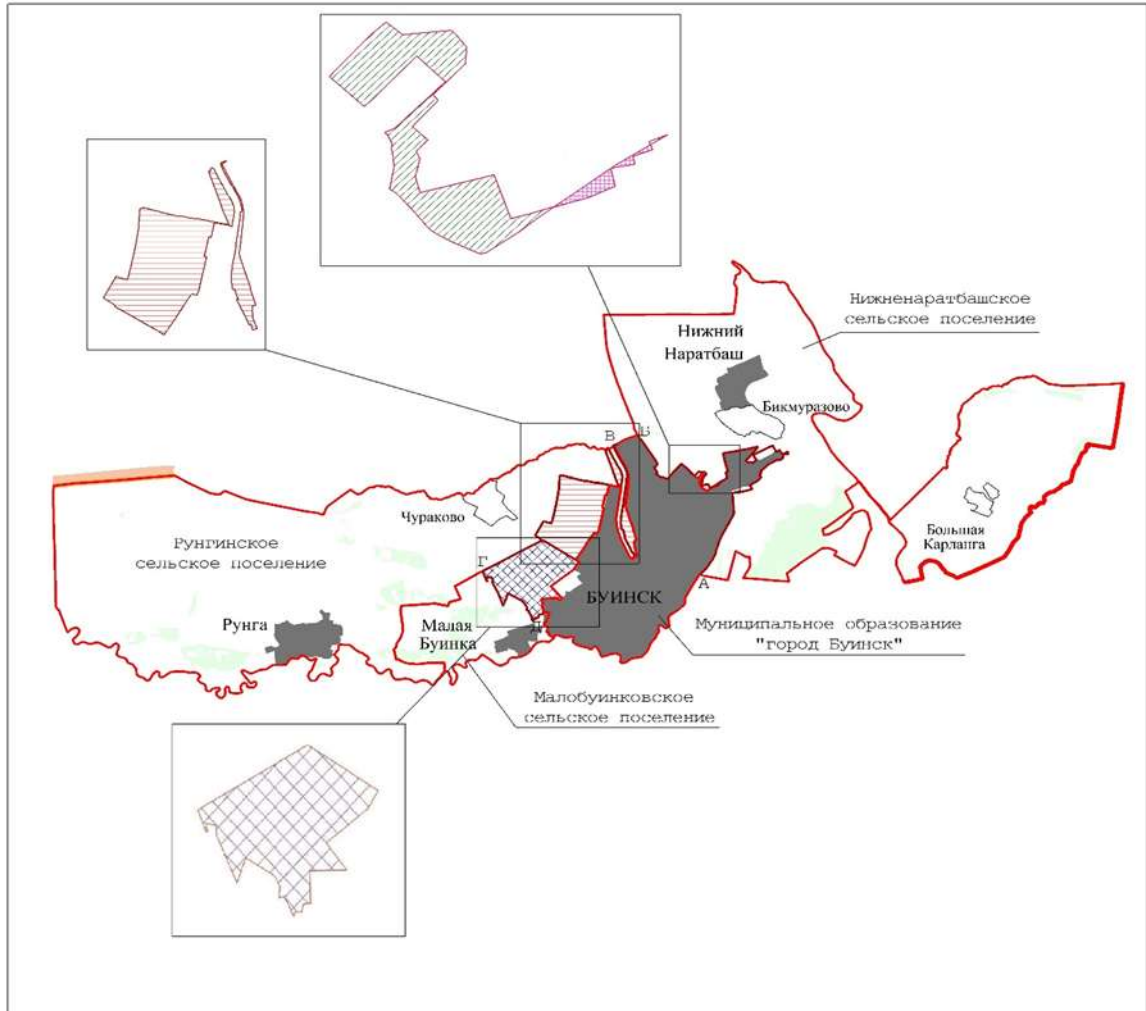 Нижненаратбашское
сельское поселение
Нижний
Наратбаш
Бикмуразово
В
Б
Чураково
Рунгинское
сельское поселение
Большая
Карланга
Г
БУИНСК
А
Рунга
Малая
Буинка
Д
Муниципальное образование
"город Буинск"
Малобуинковское
сельское поселение